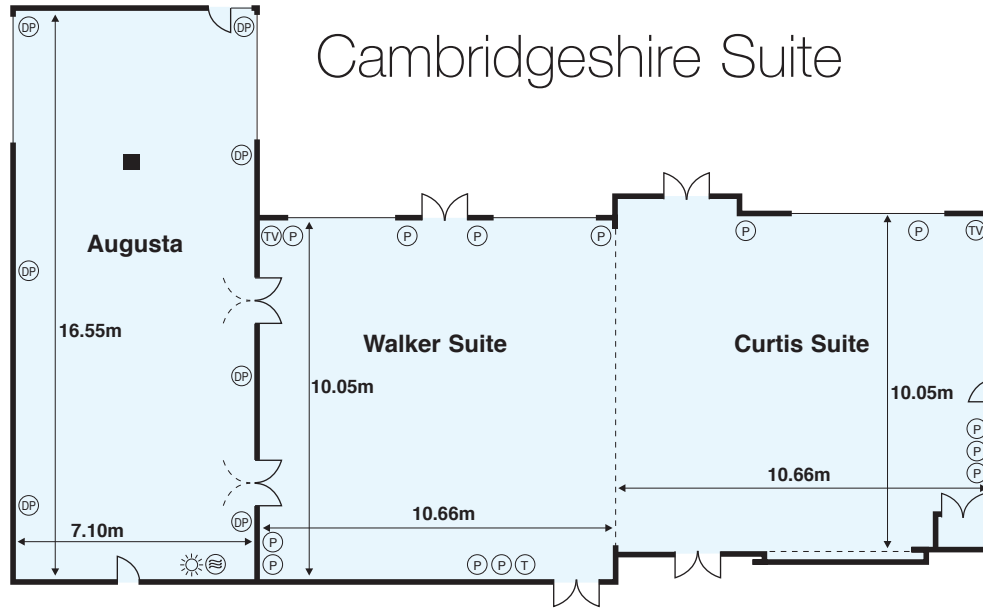 Cambridgeshire Suite
DP
DP
DP
Augusta
TV P
P
P
P
P
P
TV
DP
16.55m
Walker Suite
Curtis Suite
10.05m
10.05m
DP
P
P
P
10.66m
DP
DP
10.66m
7.10m
P
P
P P T